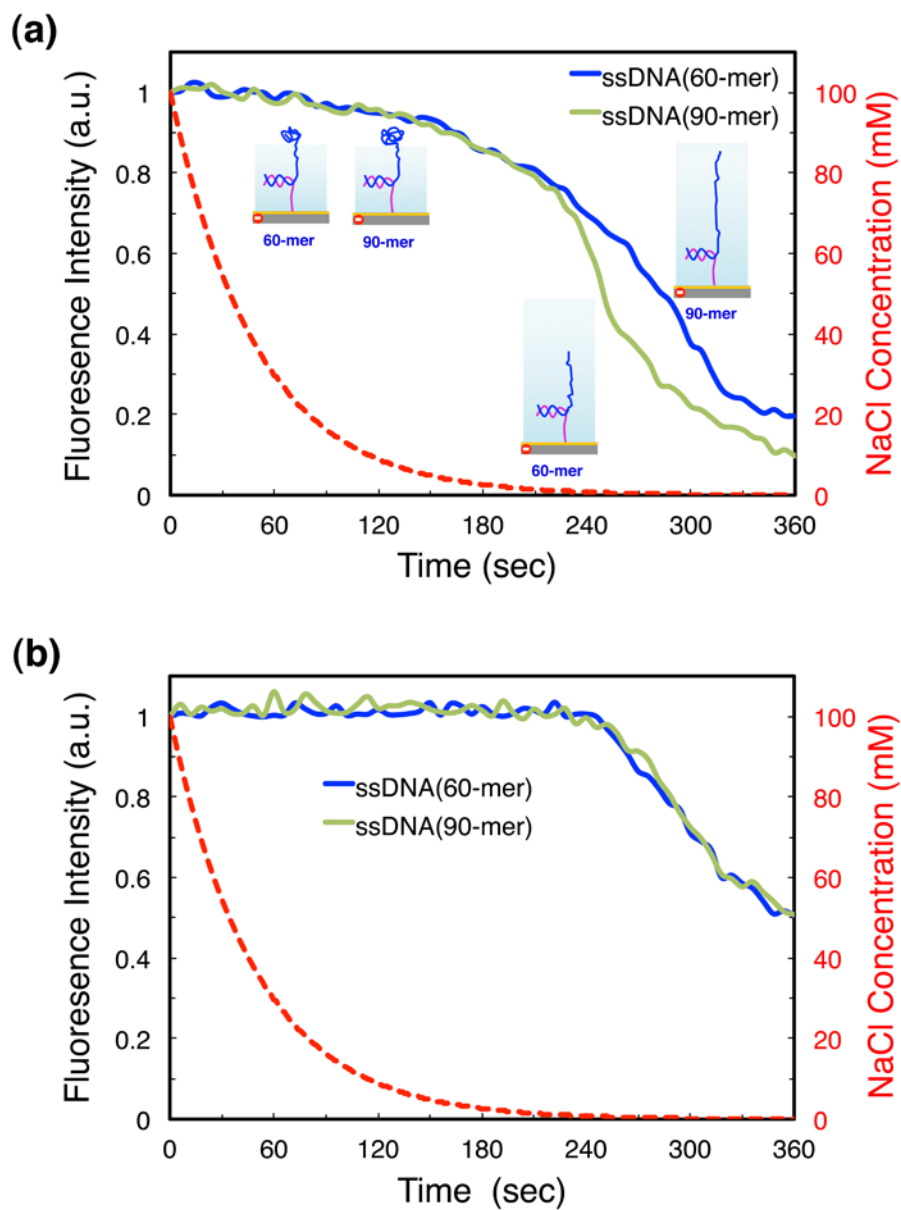 (a)
ssDNA(60-mer)
ssDNA(90-mer)
Fluoresence Intensity (a.u.)
1
0.8
0.6
0.4
0.2
0
NaCl Concentration (mM)
100
80
60
40
20
0
60-mer
90-mer
90-mer
60-mer
0 60 120 180 240 300 360
Time (sec)
(b)
Fluoresence Intensity (a.u.)
1
0.8
0.6
0.4
0.2
0
ssDNA(60-mer)
ssDNA(90-mer)
NaCl Concentration (mM)
100
80
60
40
20
0
0 60 120 180 240 300 360
Time (sec)